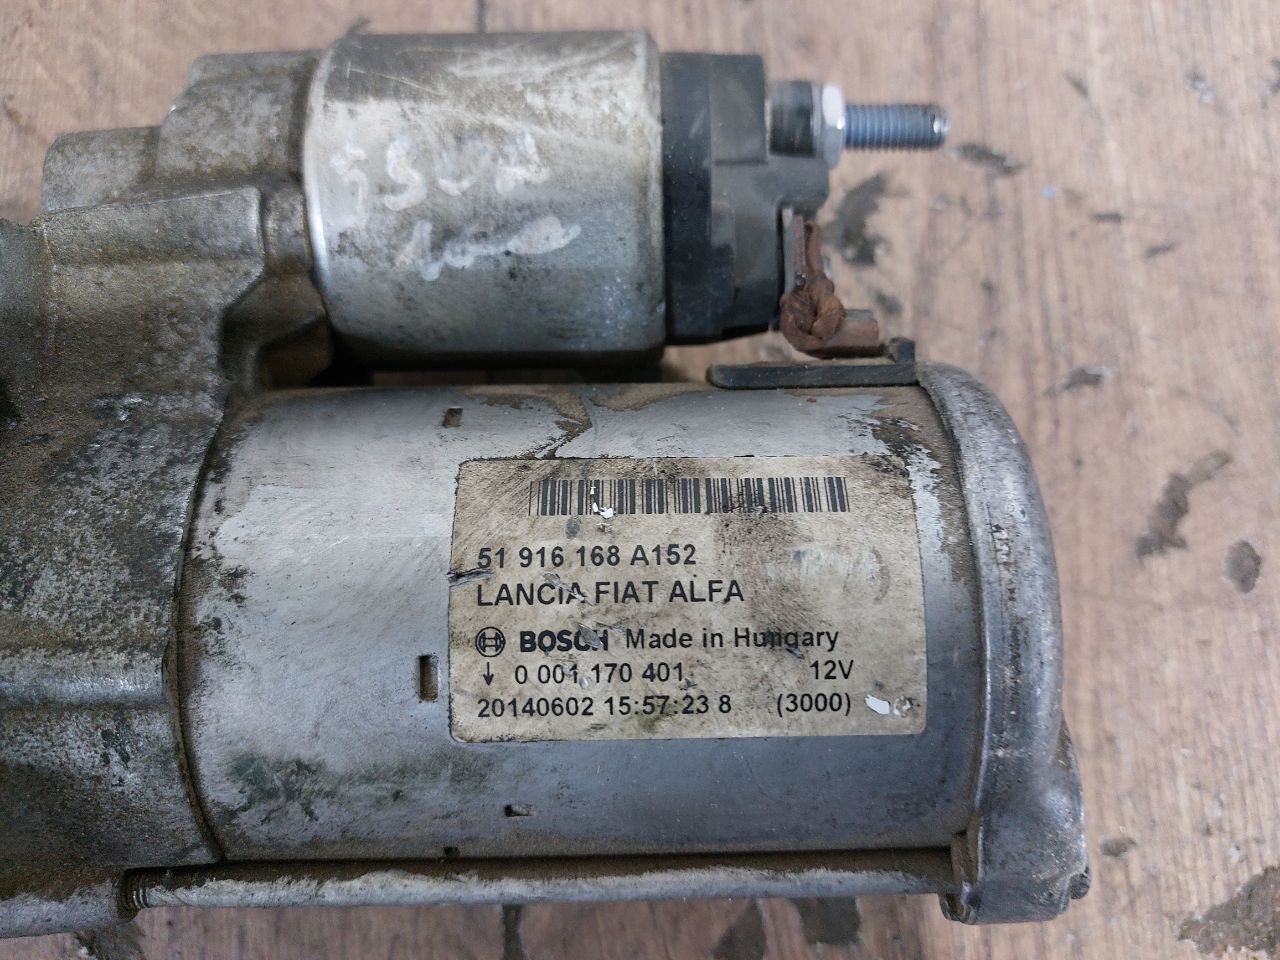 51 916 168 A152
LANCIA FIAT ALFA
BOSCH Made in Hungary
↓ 0 001 170 401 12V
20140602 15:57:23 8 (3000)